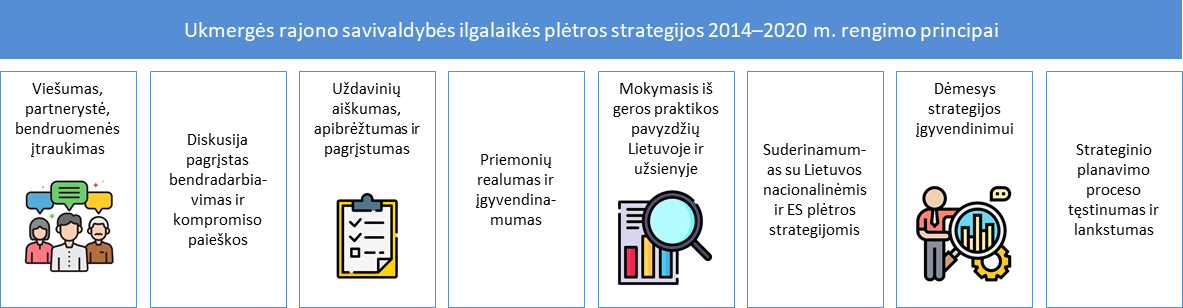 Ukmergės rajono savivaldybės ilgalaikės plėtros strategijos 2014–2020 m. rengimo principai
Viešumas,
partnerystė,
bendruomenės
įtraukimas
Diskusija
pagrįstas
bendradarbia-
vimas ir
kompromiso
paieškos
Uždavinių
aiškumas,
apibrėžtumas ir
pagrįstumas
Priemonių
realumas ir
įgyvendina-
mumas
Mokymasis iš
geros praktikos
pavyzdžių
Lietuvoje ir
užsienyje
Suderinamum-
as su Lietuvos
nacionalinėmis
ir ES plėtros
strategijomis
Dėmesys
strategijos
įgyvendinimui
Strateginio
planavimo
proceso
tęstinumas ir
lankstumas